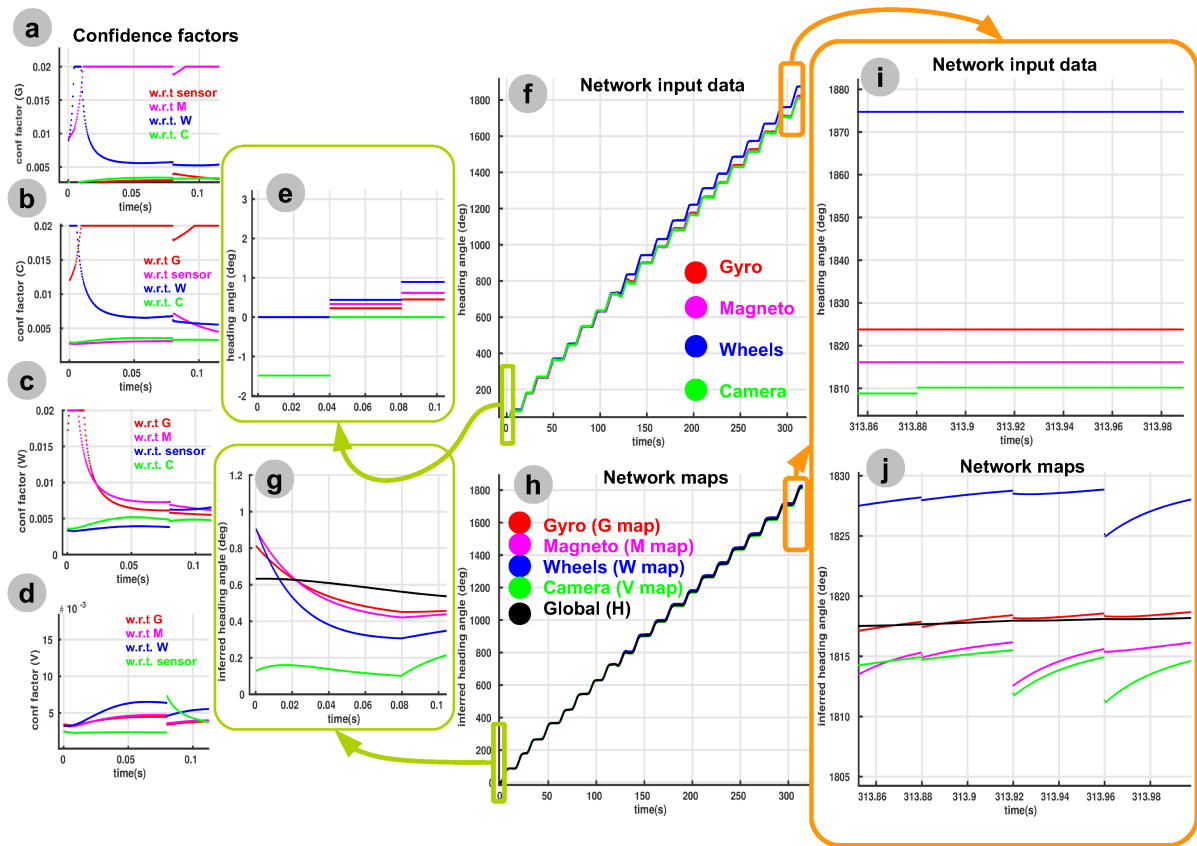 a
Confidence factors
0.02
0.015
0.01
0.005
conf factor (G)
w.r.t sensor
w.r.t M
w.r.t. W
w.r.t. C
0
0.05
0.1
time(s)
b
0.02
0.015
0.01
0.005
0
conf factor (C)
w.r.t G
w.r.t sensor
w.r.t. W
w.r.t. C
0
0.05
0.1
time(s)
c
0.02
0.015
0.01
0.005
0
conf factor (W)
w.r.t G
w.r.t M
w.r.t. sensor
w.r.t. C
0
0.05
0.1
time(s)
d
# 10 -3
15
10
5
conf factor (V)
w.r.t G
w.r.t M
w.r.t. W
w.r.t. sensor
0
0.05
0.1
time(s)
e
3
2
1
0
-1
-2
heading angle (deg)
0 0.02 0.04 0.06 0.08 0.1
time(s)
g
1.2
1
0.8
0.6
0.4
0.2
0
inferred heading angle (deg)
0 0.02 0.04 0.06 0.08 0.1
time(s)
f
Network input data
1800
1600
1400
1200
1000
800
600
400
200
heading angle (deg)
Gyro
Magneto
Wheels
Camera
0 50 100 150 200 250 300
time(s)
h
Network maps
1800
1600
1400
1200
1000
800
600
400
200
0
inferred heading angle (deg)
Gyro (G map)
Magneto (M map)
Wheels (W map)
Camera (V map)
Global (H)
0 50 100 150 200 250 300
time(s)
i
Network input data
1880
1870
1860
1850
1840
1830
1820
1810
heading angle (deg)
313.86 313.88 313.9 313.92 313.94 313.96 313.98
time(s)
j
Network maps
1830
1825
1820
1815
1810
1805
inferred heading angle (deg)
313.86 313.88 313.9 313.92 313.94 313.96 313.98
time(s)